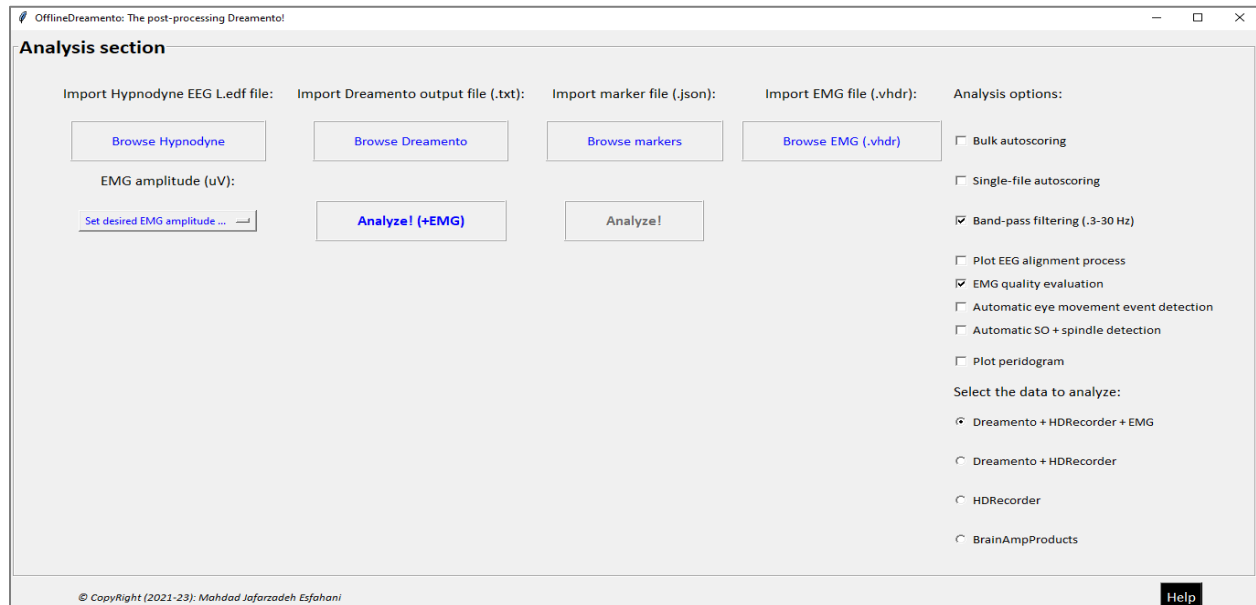 OfflineDreamento: The post-processing Dreamento!
Analysis section
Import Hypnodyne EEG L.edf file:
Import Dreamento output file (.txt):
Import marker file (.json):
Import EMG file (.vhdr):
Analysis options:
Browse Hypnodyne
Browse Dreamento
Browse markers
Browse EMG (.vhdr)
Bulk autoscoring
EMG amplitude (uV):
Single-file autoscoring
Set desired EMG amplitude ...
Analyze! (+EMG)
Analyze!
Band-pass filtering (.3-30 Hz)
Plot EEG alignment process
EMG quality evaluation
Automatic eye movement event detection
Automatic SO + spindle detection
Plot peridogram
Select the data to analyze:
Dreamento + HDRecorder + EMG
Dreamento + HDRecorder
HDRecorder
BrainAmpProducts
© CopyRight (2021-23): Mahdad Jafarzadeh Esfahani
Help